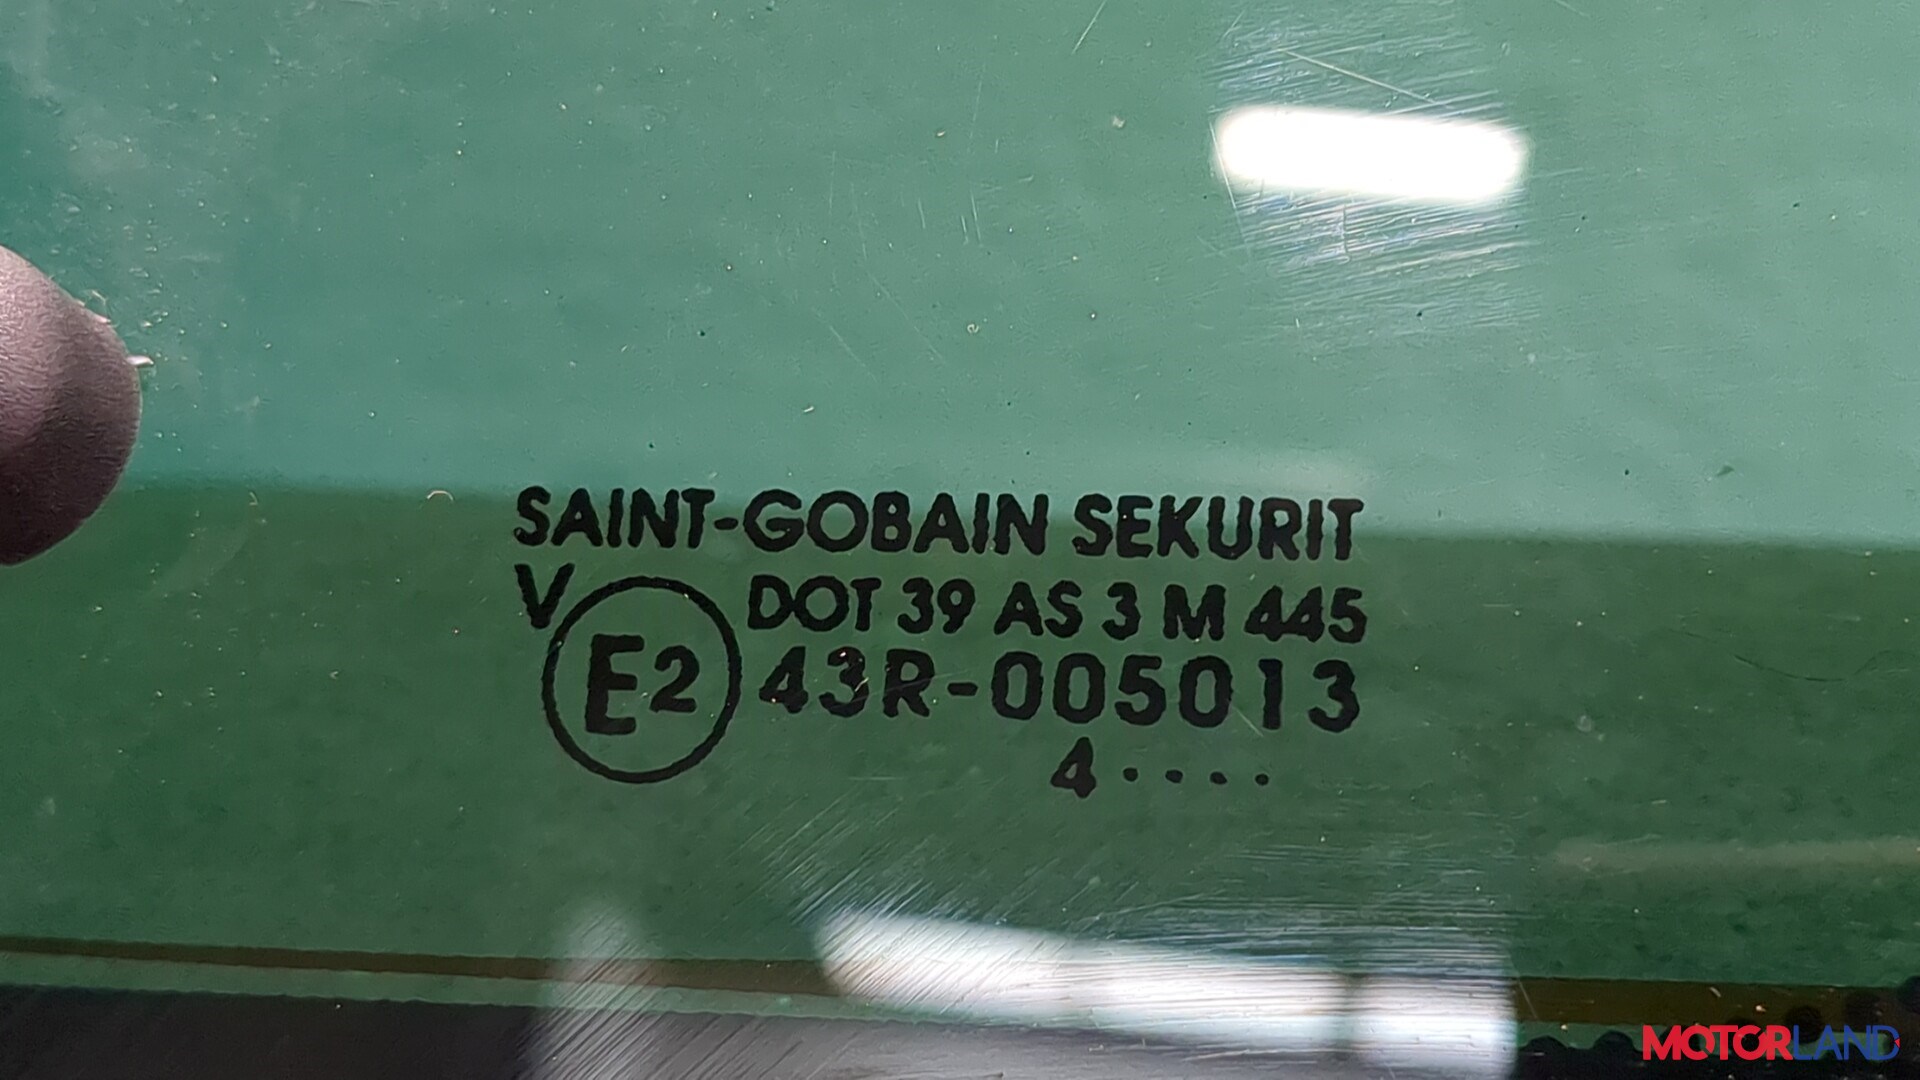 SAINT-GOBAIN SEKURIT
V DOT 39 AS 3 M 445
E2 43R-005013
4 . . . .
MOTORLAND